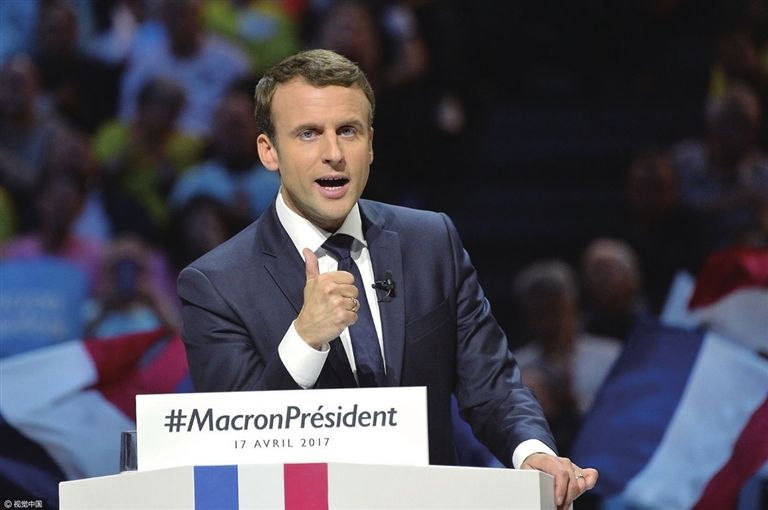 #MacronPrésident
17 AVRIL 2017
© 视觉中国